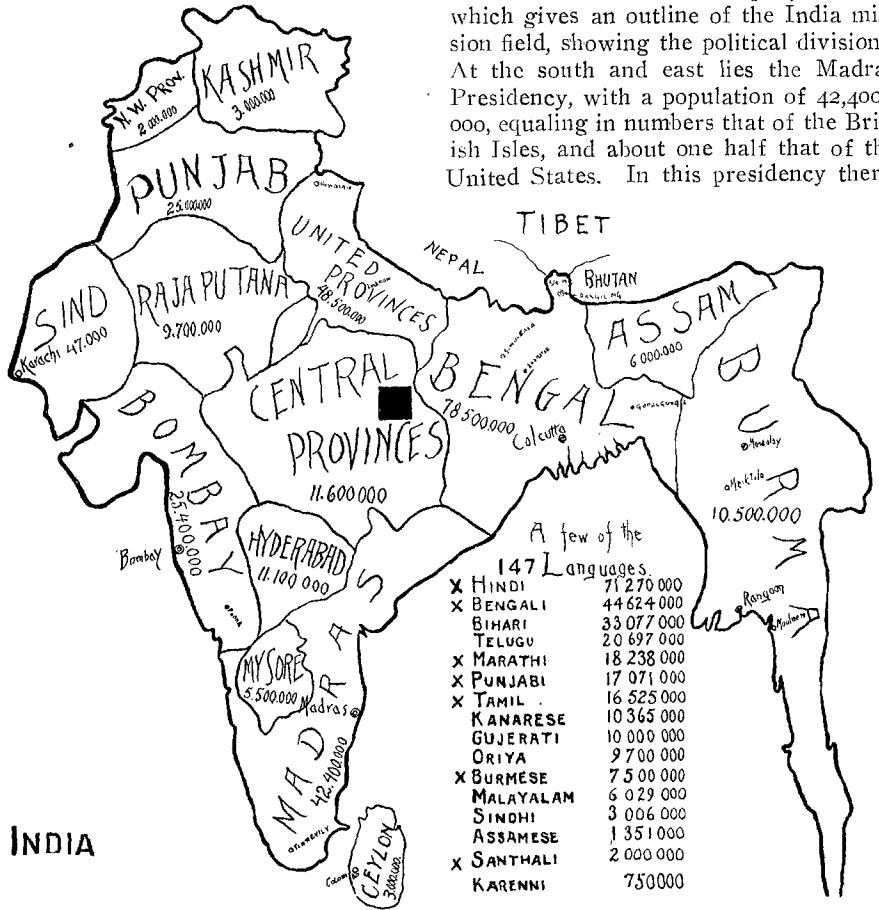 which gives an outline of the India mis
sion field, showing the political division
At the south and east lies the Madra
Presidency, with a population of 42,400
000, equaling in numbers that of the Bri
ish Isles, and about one half that of th
United States. In this presidency ther
KASHMIR
3.000.000
N.W. PROV.
2.000.000
PUNJAB
25.000.000
TIBET
NEPAL
BHUTAN
UNITED
PROVINCES
48.500.000
RAJAPUTANA
9.700.000
SIND
Karachi 47.000
ASSAM
6 000.000
BENGAL
78.500.000
Calcutta
CENTRAL
PROVINCES
11.600 000
BOMBAY
25.400.000
Bombay
BURMA
Mandalay
Meiktila
10.500.000
Rangoon
Moulmein
HYDERABAD
11.100 000
MYSORE
5.500.000
Madras
MADRAS
42.400.000
CEYLON
3.000.000.
INDIA
A few of the
147 Languages.
X HINDI 71 270 000
X BENGALI 44 624 000
BIHARI 33 077 000
TELUGU 20 697 000
X MARATHI 18 238 000
X PUNJABI 17 071 000
X TAMIL . 16 525 000
KANARESE 10 365 000
GUJERATI 10 000 000
ORIYA 9 700 000
X BURMESE 7 500 000
MALAYALAM 6 029 000
SINDHI 3 006 000
ASSAMESE 1 351 000
X SANTHALI 2 000 000
KARENNI 750000